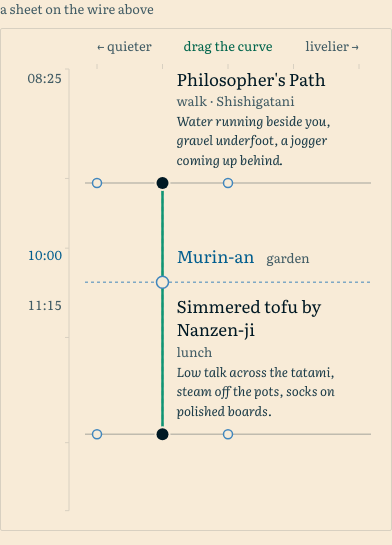 a sheet on the wire above
← quieter drag the curve livelier →
08:25 Philosopher's Path
walk · Shishigatani
Water running beside you,
gravel underfoot, a jogger
coming up behind.
10:00 Murin-an garden
11:15 Simmered tofu by
Nanzen-ji
lunch
Low talk across the tatami,
steam off the pots, socks on
polished boards.